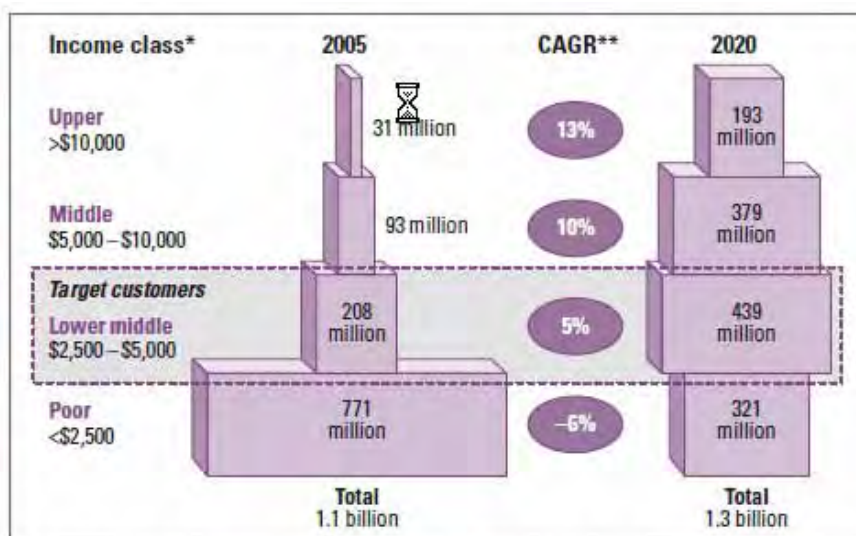 Income class* 2005 CAGR** 2020
Upper
>$10,000
31 million
13%
193
million
Middle
$5,000–$10,000
93 million
10%
379
million
Target customers
Lower middle
$2,500–$5,000
208
million
5%
439
million
Poor
<$2,500
771
million
–6%
321
million
Total
1.1 billion
Total
1.3 billion